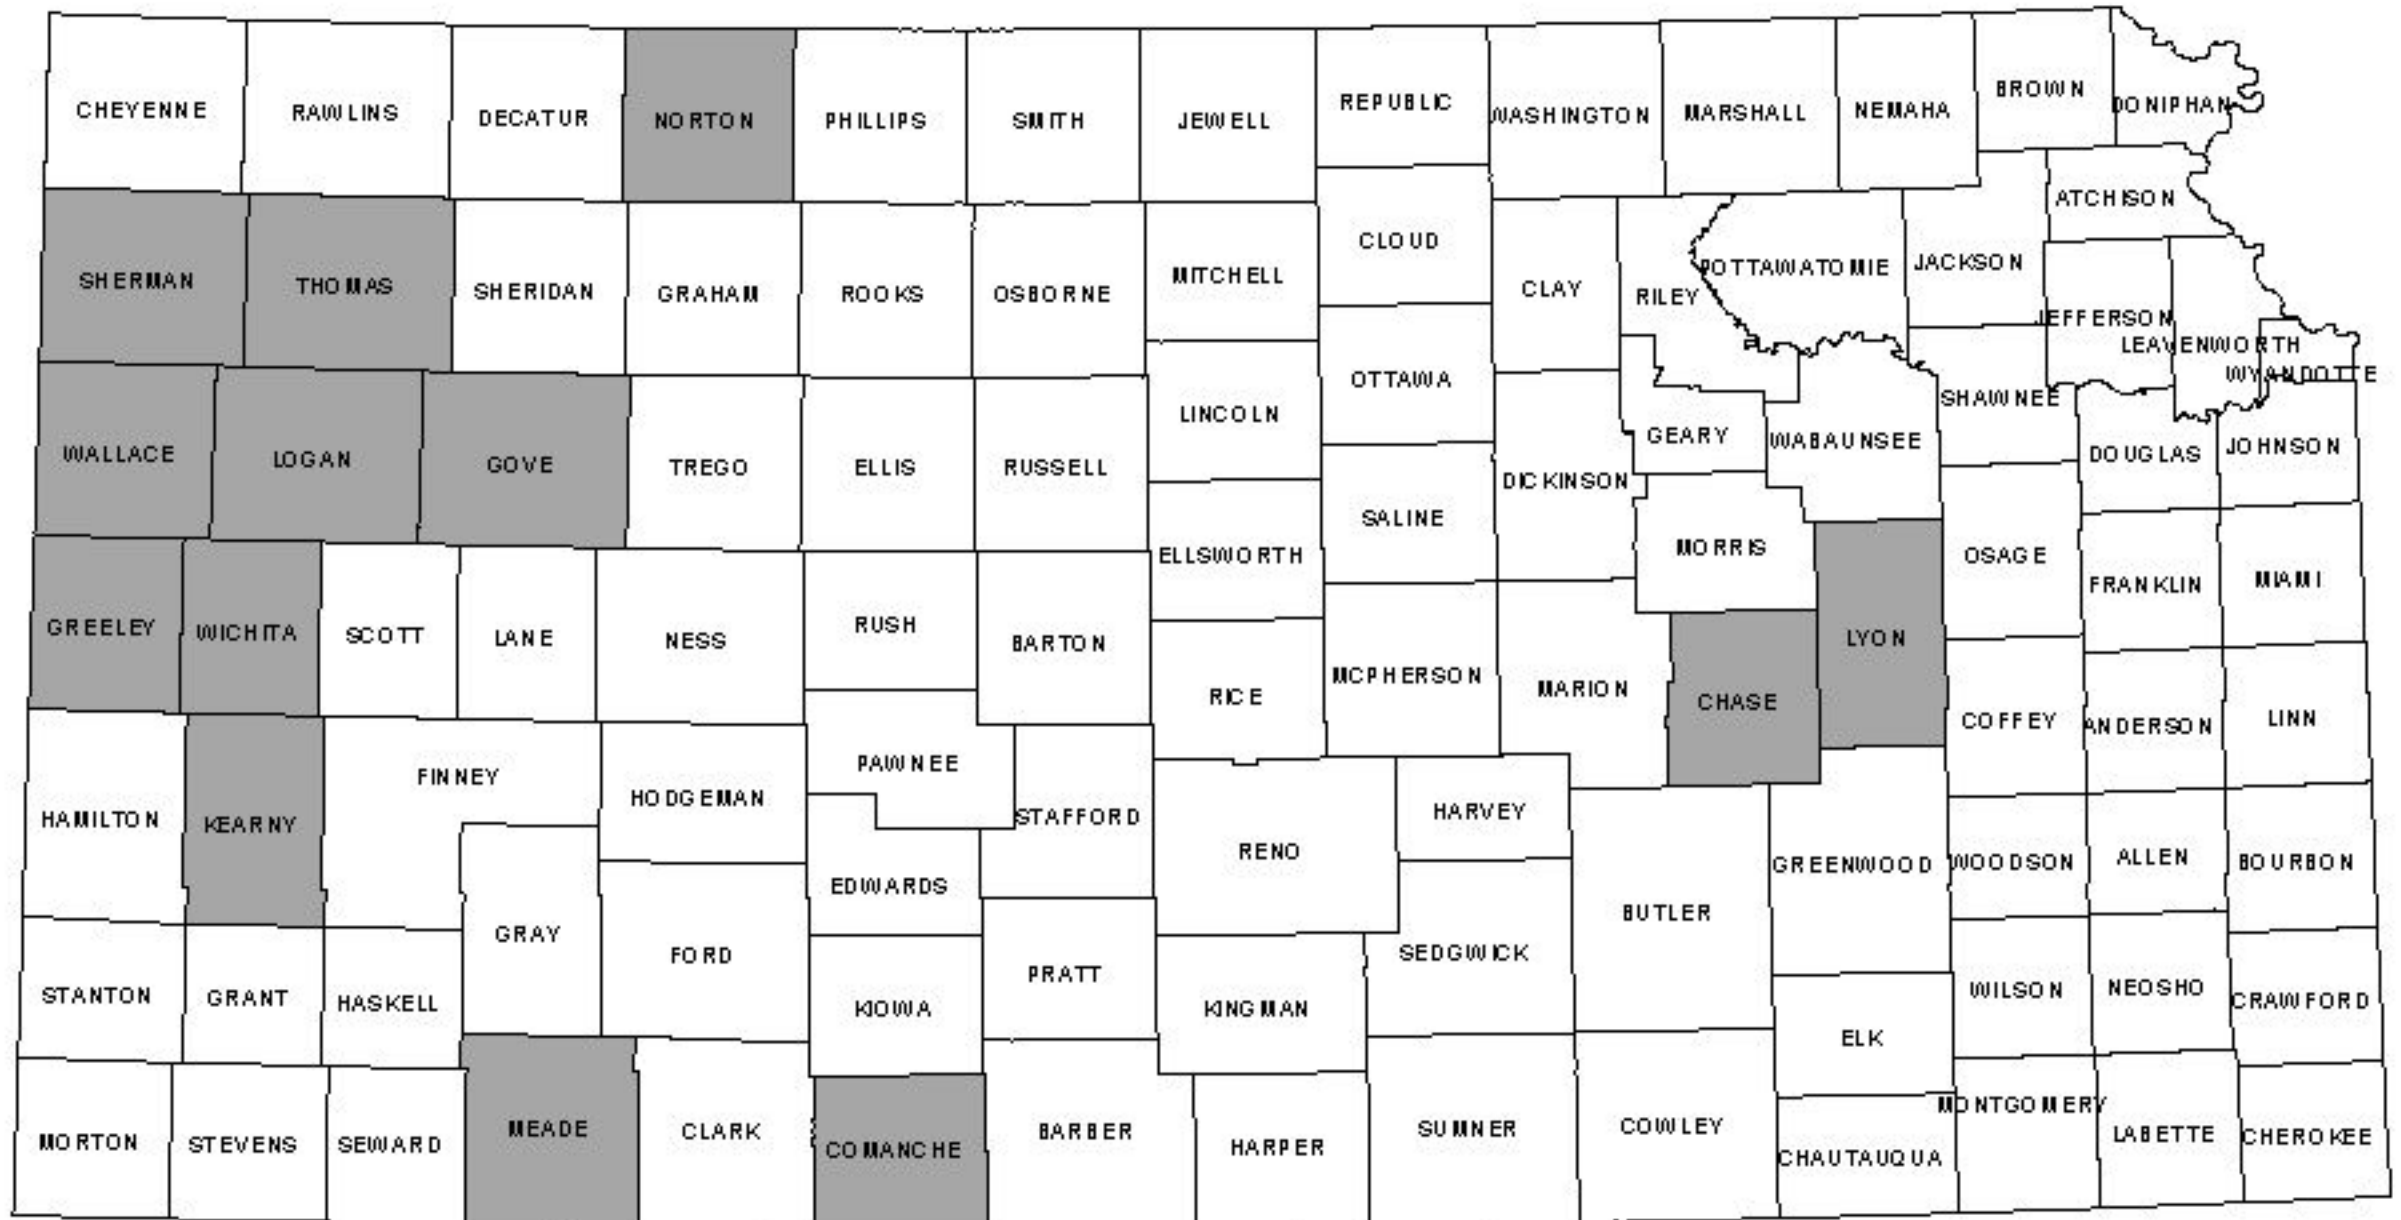 CHEYENNE
RAWLINS
DECATUR
NORTON
PHILLIPS
SMITH
JEWELL
REPUBLIC
WASHINGTON
MARSHALL
NEMAHA
BROWN
DONIPHAN
ATCHISON
SHERMAN
THOMAS
SHERIDAN
GRAHAM
ROOKS
OSBORNE
MITCHELL
CLOUD
CLAY
RILEY
POTTAWATOMIE
JACKSON
JEFFERSON
LEAVENWORTH
WYANDOTTE
WALLACE
LOGAN
GOVE
TREGO
ELLIS
RUSSELL
LINCOLN
OTTAWA
SALINE
DICKINSON
GEARY
WABAUNSEE
SHAWNEE
DOUGLAS
JOHNSON
ELLSWORTH
MORRIS
OSAGE
FRANKLIN
MIAMI
GREELEY
WICHITA
SCOTT
LANE
NESS
RUSH
BARTON
RICE
MCPHERSON
MARION
CHASE
LYON
COFFEY
ANDERSON
LINN
HAMILTON
KEARNY
FINNEY
HODGEMAN
PAWNEE
STAFFORD
EDWARDS
RENO
HARVEY
BUTLER
GREENWOOD
WOODSON
ALLEN
BOURBON
STANTON
GRANT
HASKELL
GRAY
FORD
KIOWA
PRATT
KINGMAN
SEDGWICK
ELK
WILSON
NEOSHO
CRAWFORD
MORTON
STEVENS
SEWARD
MEADE
CLARK
COMANCHE
BARBER
HARPER
SUMNER
COWLEY
CHAUTAUQUA
MONTGOMERY
LABETTE
CHEROKEE